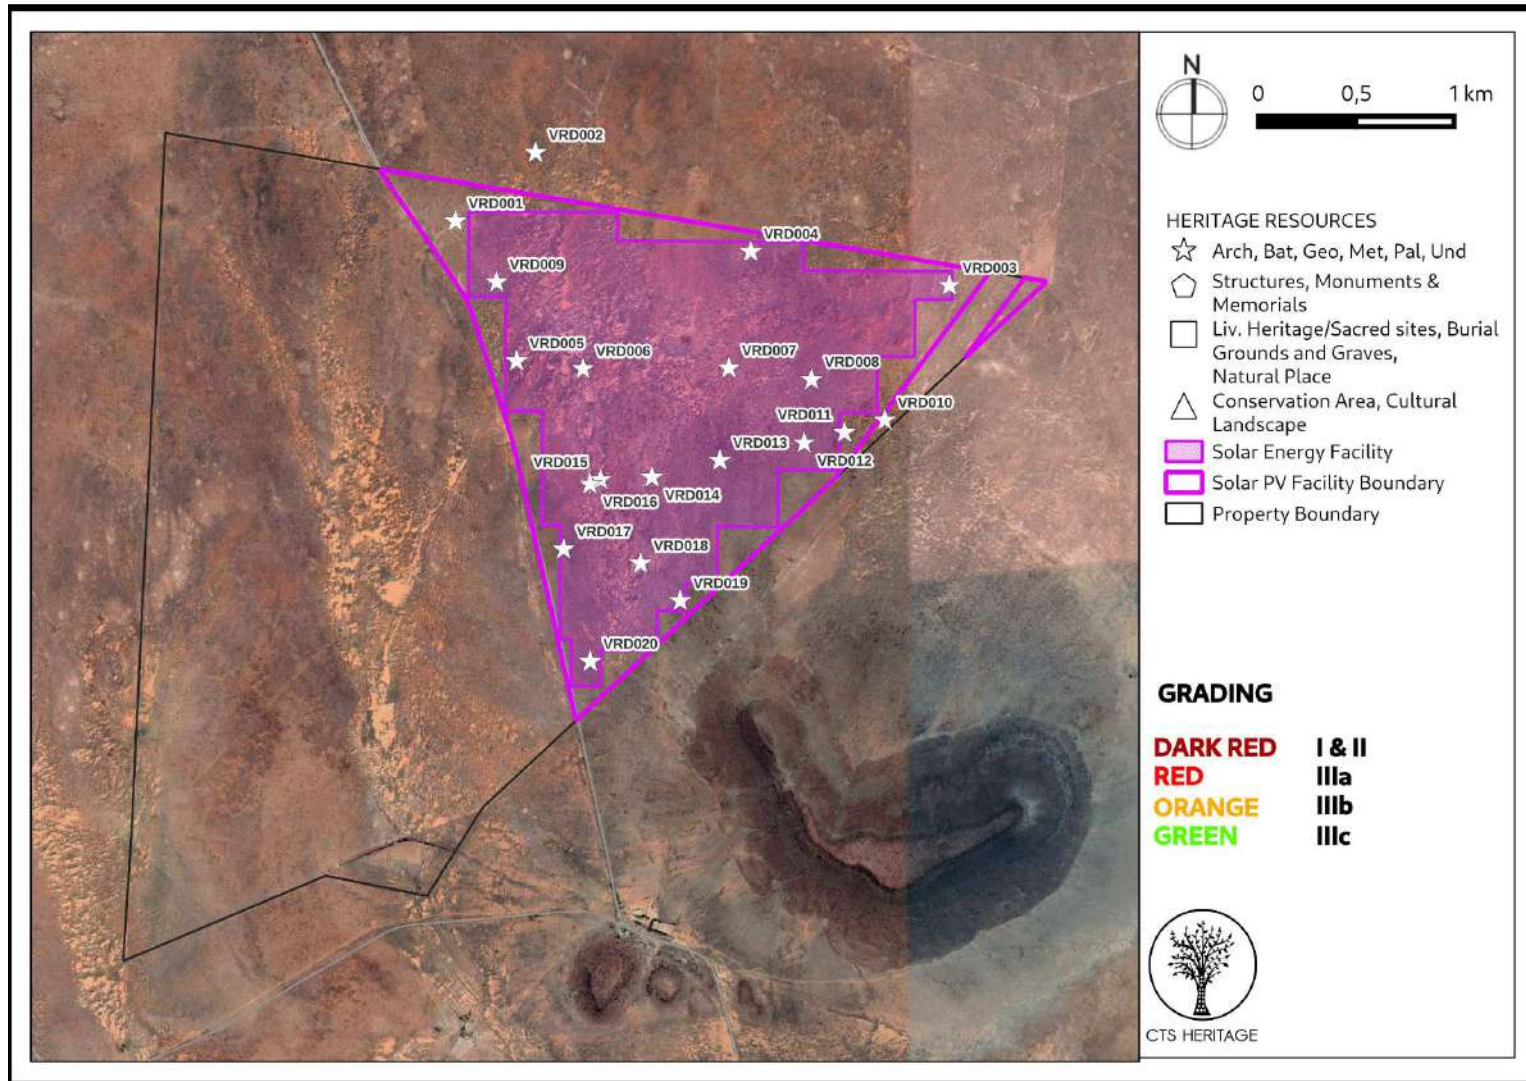 VRD002
VRD001
VRD004
VRD009
VRD003
VRD005
VRD006
VRD007
VRD008
VRD011
VRD010
VRD013
VRD012
VRD015
VRD014
VRD016
VRD017
VRD018
VRD019
VRD020
N
0 0,5 1 km
HERITAGE RESOURCES
Arch, Bat, Geo, Met, Pal, Und
Structures, Monuments &
Memorials
Liv. Heritage/Sacred sites, Burial
Grounds and Graves,
Natural Place
Conservation Area, Cultural
Landscape
Solar Energy Facility
Solar PV Facility Boundary
Property Boundary
GRADING
DARK RED I & II
RED IIIa
ORANGE IIIb
GREEN IIIc
CTS HERITAGE